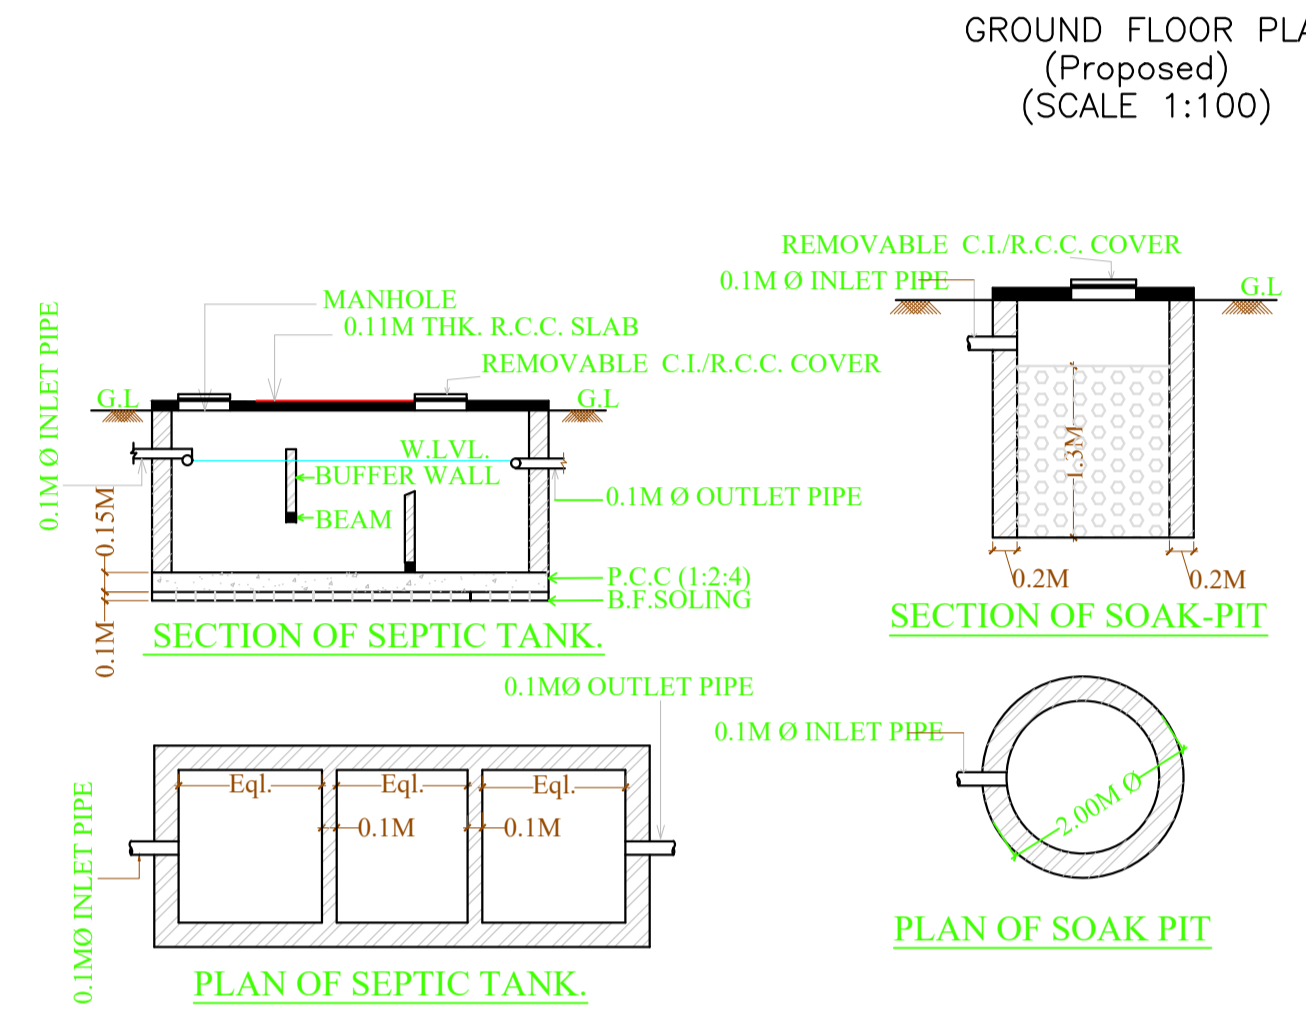 GROUND FLOOR PLA
(Proposed)
(SCALE 1:100)
REMOVABLE C.I./R.C.C. COVER
0.1M Ø INLET PIPE
G.L
MANHOLE
0.11M THK. R.C.C. SLAB
REMOVABLE C.I./R.C.C. COVER
0.1M Ø INLET PIPE
G.L
G.L
W.LVL.
BUFFER WALL
BEAM
0.1M Ø OUTLET PIPE
0.15M
0.1M
P.C.C (1:2:4)
B.F.SOLING
SECTION OF SEPTIC TANK.
1.3M
0.2M
0.2M
SECTION OF SOAK-PIT
0.1MØ OUTLET PIPE
0.1MØ INLET PIPE
Eql.
Eql.
Eql.
0.1M
0.1M
PLAN OF SEPTIC TANK.
0.1M Ø INLET PIPE
2.00M Ø
PLAN OF SOAK PIT